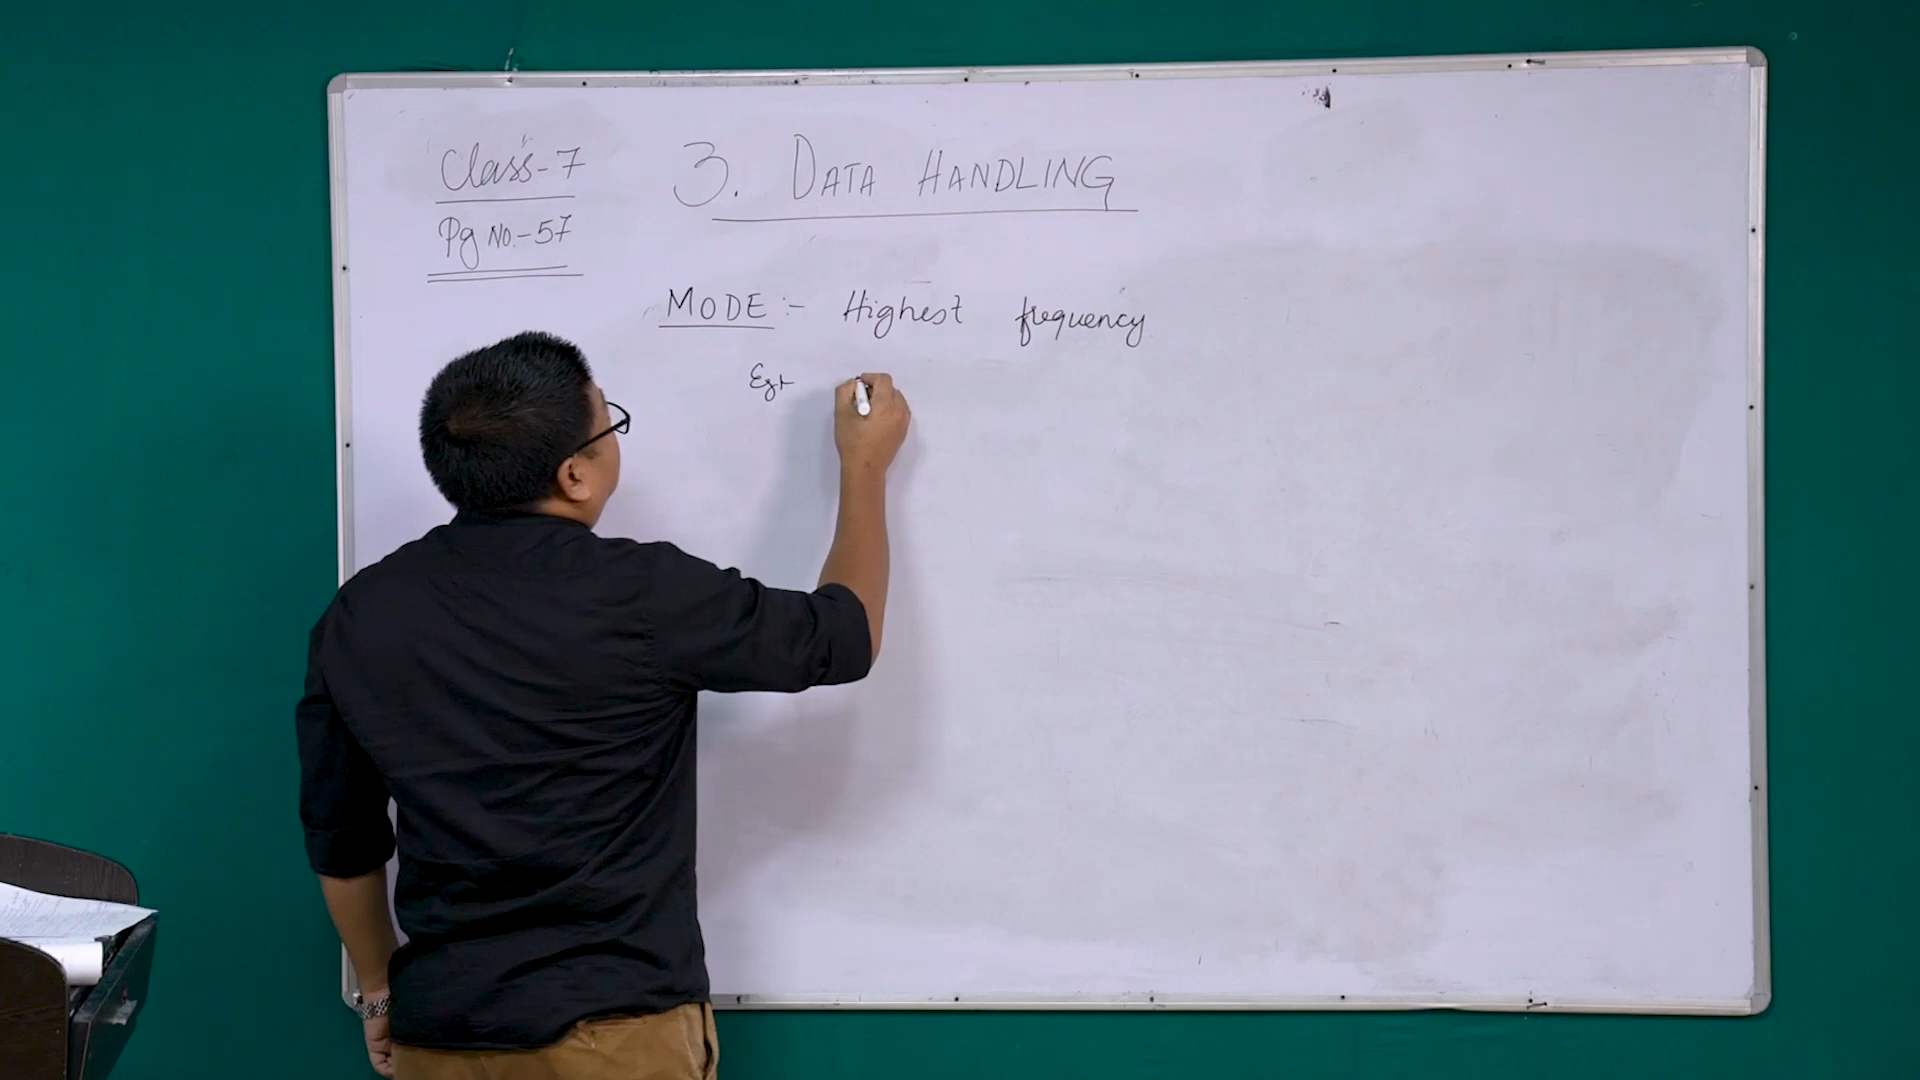 Class-7
3. DATA HANDLING
Pg No.-57
MODE :- Highest frequency
Eg:-